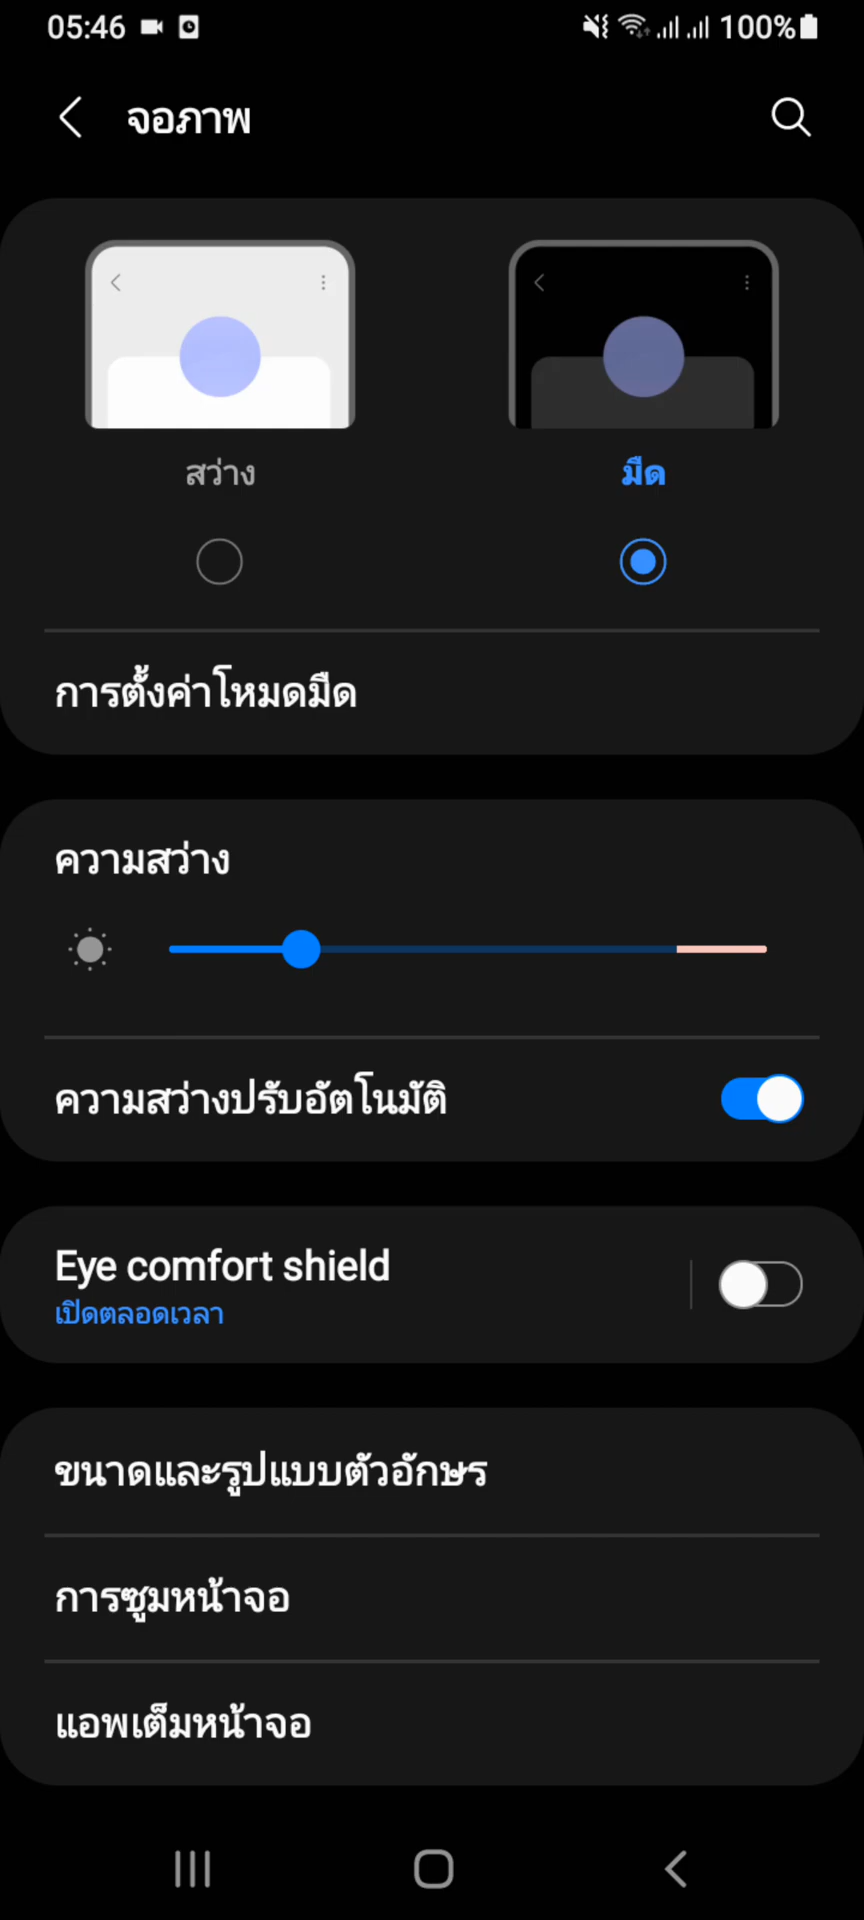 05:46 100%
จอภาพ
สว่าง มืด
การตั้งค่าโหมดมืด
ความสว่าง
ความสว่างปรับอัตโนมัติ
Eye comfort shield
เปิดตลอดเวลา
ขนาดและรูปแบบตัวอักษร
การซูมหน้าจอ
แอพเต็มหน้าจอ